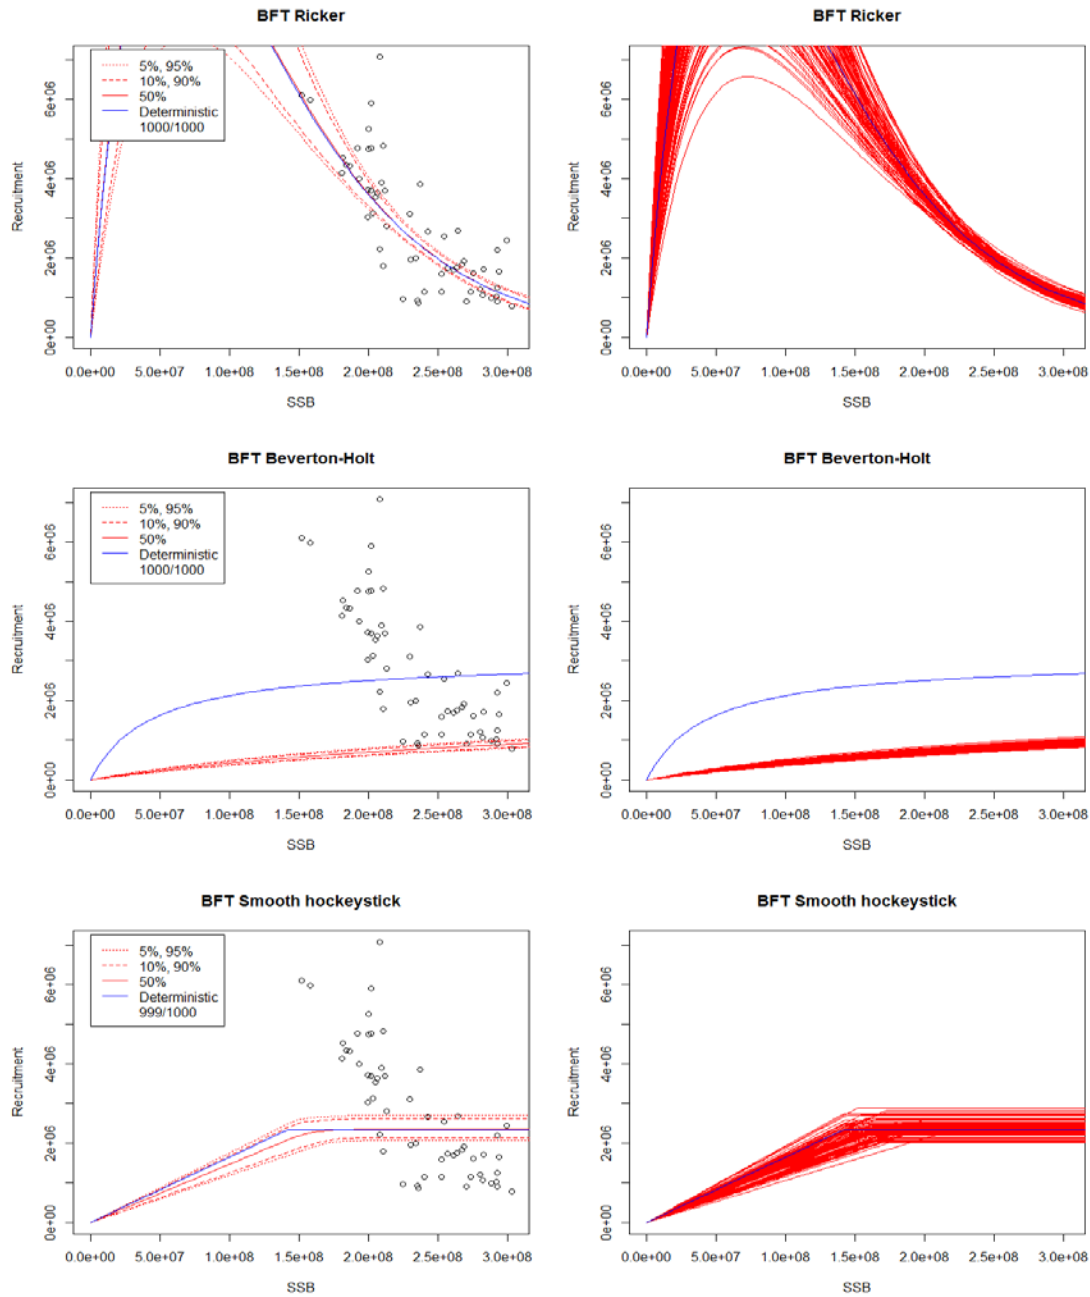 BFT Ricker
5%, 95%
10%, 90%
50%
Deterministic
1000/1000
Recruitment
0e+00 2e+06 4e+06 6e+06
0.0e+00 5.0e+07 1.0e+08 1.5e+08 2.0e+08 2.5e+08 3.0e+08
SSB
BFT Ricker
Recruitment
0e+00 2e+06 4e+06 6e+06
0.0e+00 5.0e+07 1.0e+08 1.5e+08 2.0e+08 2.5e+08 3.0e+08
SSB
BFT Beverton-Holt
5%, 95%
10%, 90%
50%
Deterministic
1000/1000
Recruitment
0e+00 2e+06 4e+06 6e+06
0.0e+00 5.0e+07 1.0e+08 1.5e+08 2.0e+08 2.5e+08 3.0e+08
SSB
BFT Beverton-Holt
Recruitment
0e+00 2e+06 4e+06 6e+06
0.0e+00 5.0e+07 1.0e+08 1.5e+08 2.0e+08 2.5e+08 3.0e+08
SSB
BFT Smooth hockeystick
5%, 95%
10%, 90%
50%
Deterministic
999/1000
Recruitment
0e+00 2e+06 4e+06 6e+06
0.0e+00 5.0e+07 1.0e+08 1.5e+08 2.0e+08 2.5e+08 3.0e+08
SSB
BFT Smooth hockeystick
Recruitment
0e+00 2e+06 4e+06 6e+06
0.0e+00 5.0e+07 1.0e+08 1.5e+08 2.0e+08 2.5e+08 3.0e+08
SSB